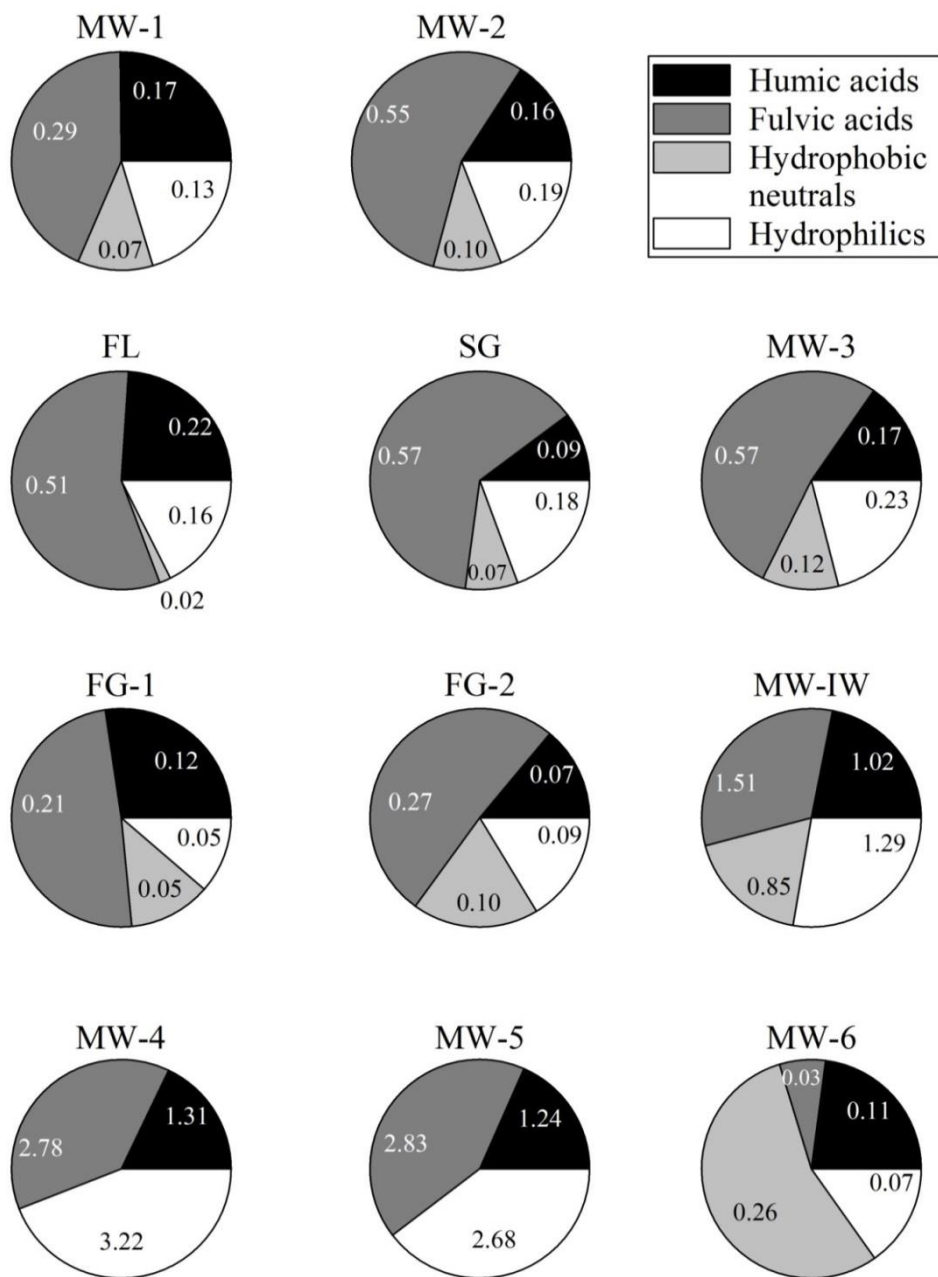 MW-1
0.17
0.29
0.13
0.07
MW-2
0.16
0.55
0.19
0.10
Humic acids
Fulvic acids
Hydrophobic
neutrals
Hydrophilics
FL
0.22
0.51
0.16
0.02
SG
0.09
0.57
0.18
0.07
MW-3
0.17
0.57
0.23
0.12
FG-1
0.12
0.21
0.05
0.05
FG-2
0.07
0.27
0.09
0.10
MW-IW
1.02
1.51
1.29
0.85
MW-4
1.31
2.78
3.22
MW-5
1.24
2.83
2.68
MW-6
0.03
0.11
0.07
0.26